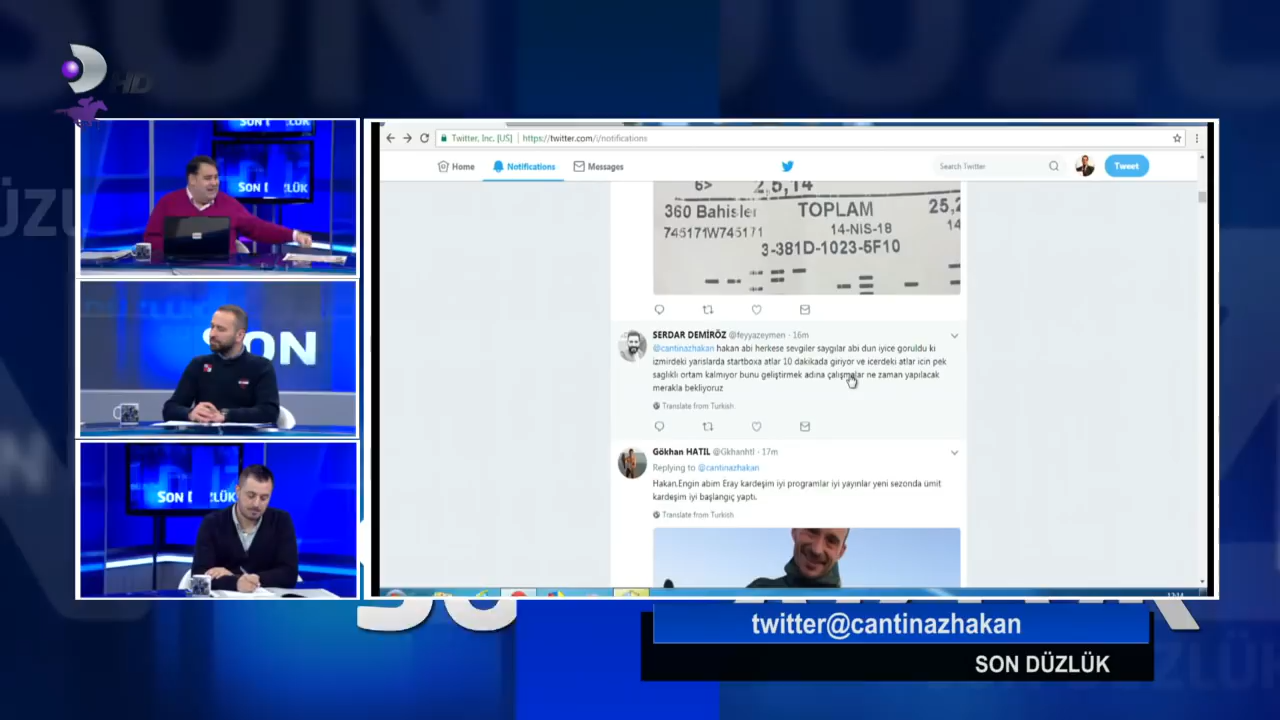 HD
SON DÜZLÜK
SON
SON DÜZLÜK
Twitter, Inc. [US] | https://twitter.com/i/notifications
Home Notifications Messages Search Twitter Tweet
6> 2,5,14
360 Bahisler TOPLAM 25,2
745171W745171 14-NIS-18 14
3-381D-1023-5F10
SERDAR DEMİRÖZ @feyyazeymen · 16m
@cantinazhakan hakan abi herkese sevgiler saygılar abi dun iyice goruldu ki
izmirdeki yarislarda startboxa atlar 10 dakikada giriyor ve icerdeki atlar icin pek
saglıklı ortam kalmıyor bunu geliştirmek adına çalışmalar ne zaman yapılacak
merakla bekliyoruz
Translate from Turkish
Gökhan HATIL @Gkhanhtl · 17m
Replying to @cantinazhakan
Hakan.Engin abim Eray kardeşim iyi programlar iyi yayınlar yeni sezonda ümit
kardeşim iyi başlangıç yaptı.
Translate from Turkish
twitter@cantinazhakan
SON DÜZLÜK